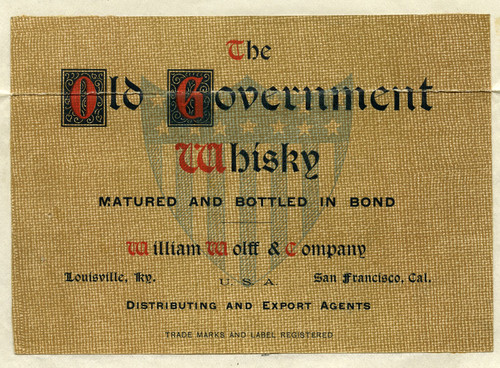 The
Old Government
Whisky
MATURED AND BOTTLED IN BOND
William Wolff & Company
Louisville, Ky. USA San Francisco, Cal.
DISTRIBUTING AND EXPORT AGENTS
TRADE MARKS AND LABEL REGISTERED